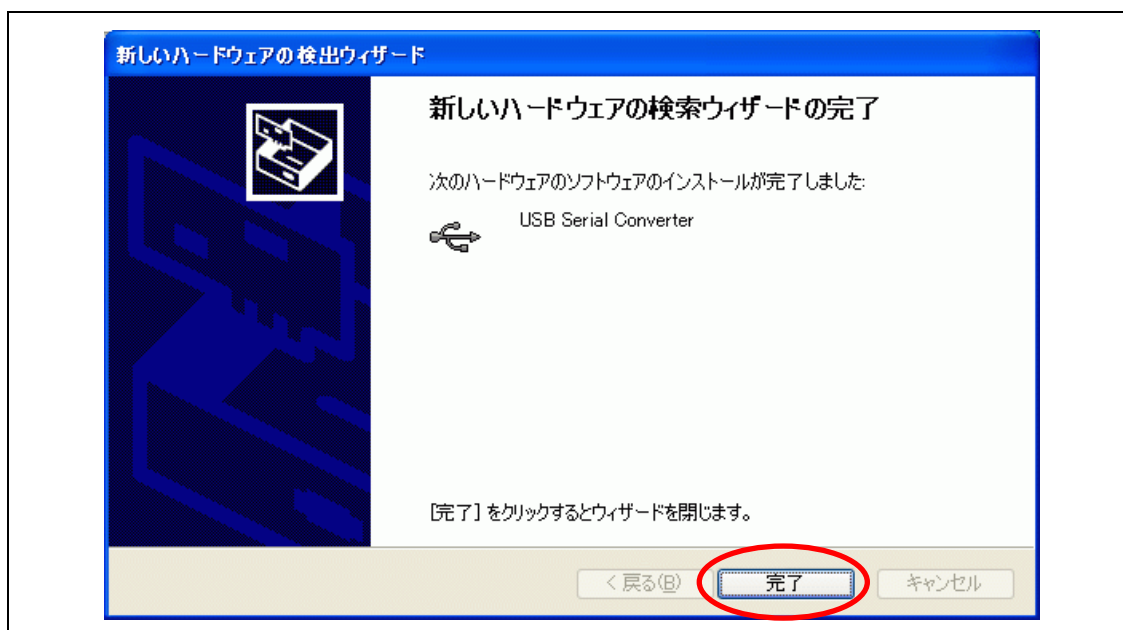 新しいハードウェアの検出ウィザード
新しいハードウェアの検索ウィザードの完了
次のハードウェアのソフトウェアのインストールが完了しました:
USB Serial Converter
[完了] をクリックするとウィザードを閉じます。
< 戻る(B) 完了 キャンセル